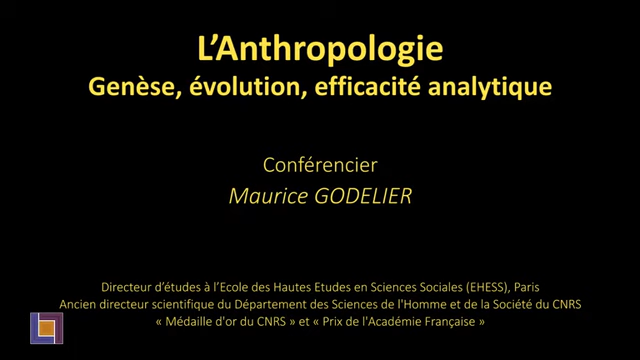 L’Anthropologie
Genèse, évolution, efficacité analytique
Conférencier
Maurice GODELIER
Directeur d’études à l’Ecole des Hautes Etudes en Sciences Sociales (EHESS), Paris
Ancien directeur scientifique du Département des Sciences de l'Homme et de la Société du CNRS
« Médaille d'or du CNRS » et « Prix de l'Académie Française »